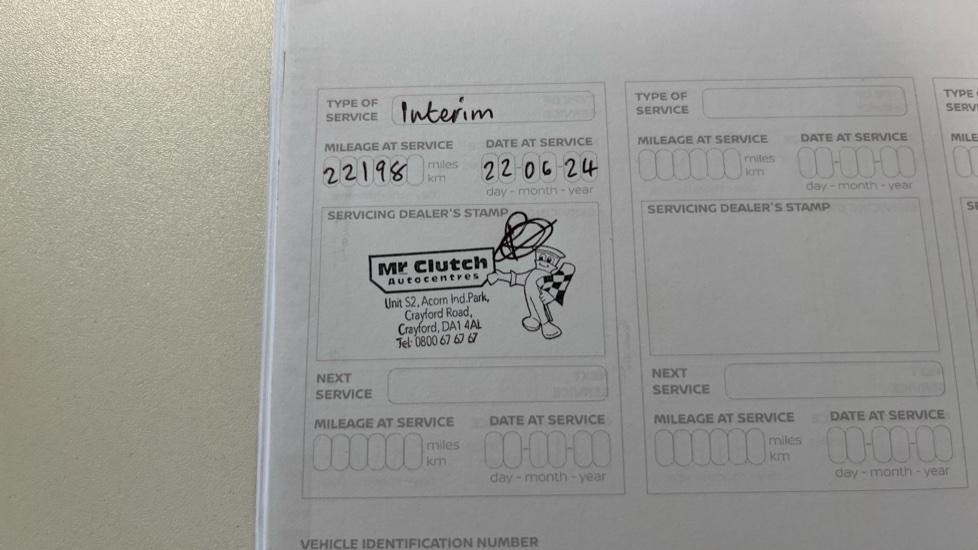 TYPE OF
SERVICE
Interim
MILEAGE AT SERVICE
22198
miles
km
DATE AT SERVICE
22-06-24
day - month - year
SERVICING DEALER'S STAMP
Mr Clutch
Autocentres
Unit S2, Acorn Ind.Park,
Crayford Road,
Crayford, DA1 4AL
Tel: 0800 67 67 67
NEXT
SERVICE
MILEAGE AT SERVICE
miles
km
DATE AT SERVICE
day - month - year
TYPE OF
SERVICE
MILEAGE AT SERVICE
miles
km
DATE AT SERVICE
day - month - year
SERVICING DEALER'S STAMP
NEXT
SERVICE
MILEAGE AT SERVICE
miles
km
DATE AT SERVICE
day - month - year
TYPE
VEHICLE IDENTIFICATION NUMBER